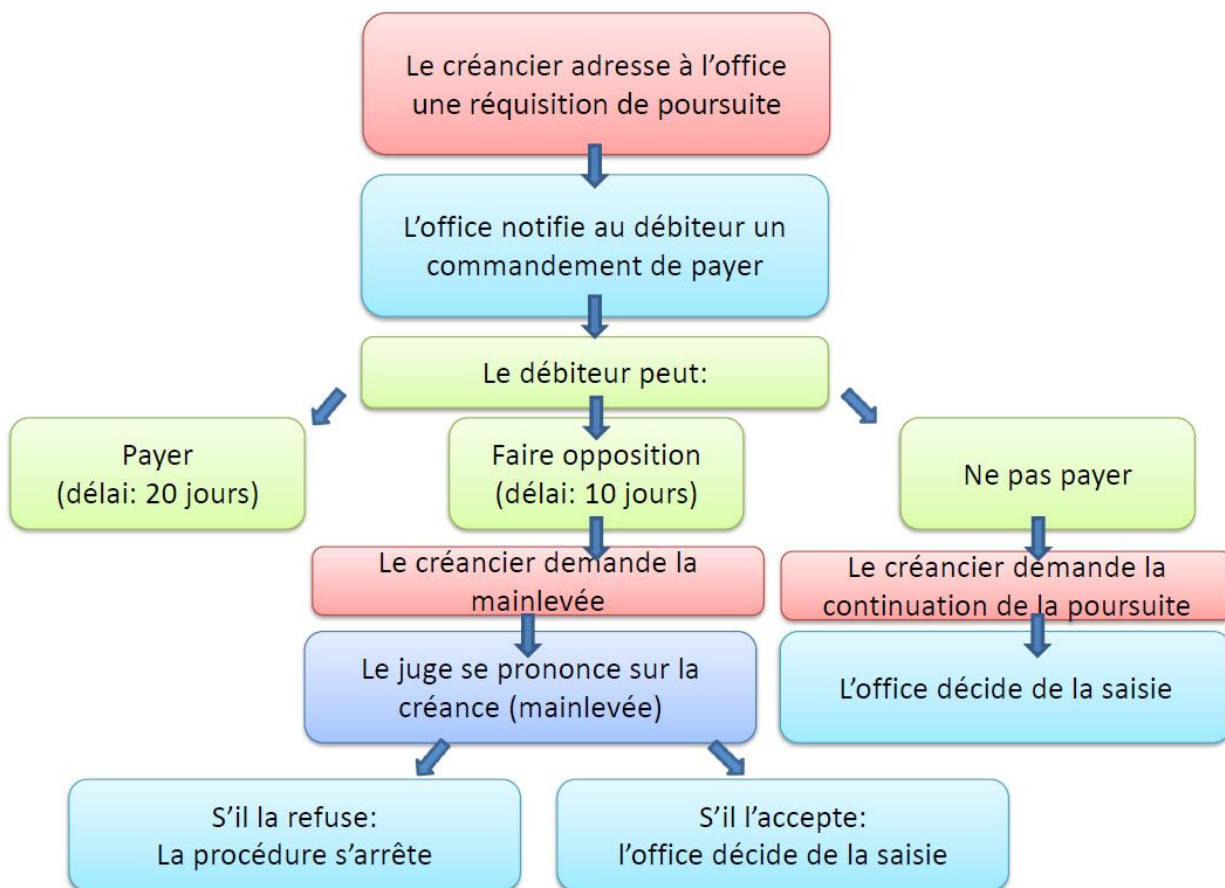 Le créancier adresse à l’office
une réquisition de poursuite
L’office notifie au débiteur un
commandement de payer
Le débiteur peut:
Payer
(délai: 20 jours)
Faire opposition
(délai: 10 jours)
Ne pas payer
Le créancier demande la
mainlevée
Le créancier demande la
continuation de la poursuite
Le juge se prononce sur la
créance (mainlevée)
L’office décide de la saisie
S’il la refuse:
La procédure s’arrête
S’il l’accepte:
l’office décide de la saisie